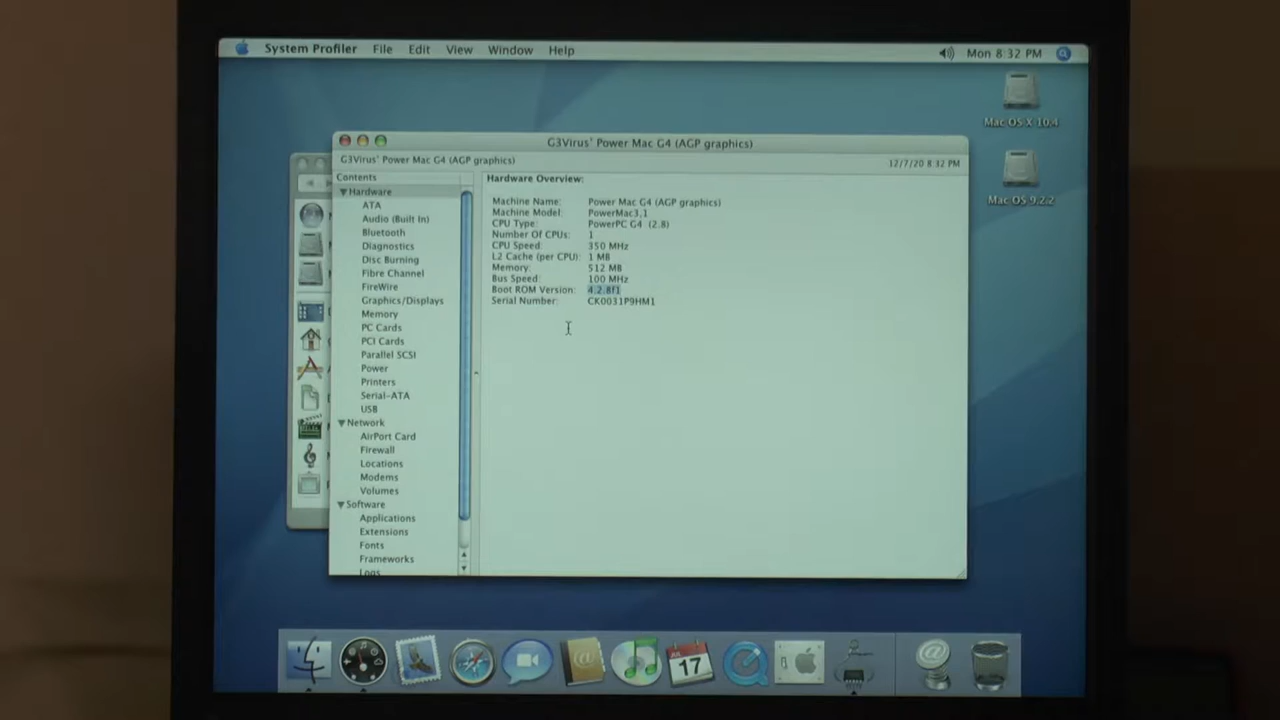 System Profiler File Edit View Window Help Mon 8:32 PM
Mac OS X 10.4
Mac OS 9.2.2
G3Virus' Power Mac G4 (AGP graphics)
G3Virus' Power Mac G4 (AGP graphics) 12/7/20 8:32 PM
Contents
Hardware
ATA
Audio (Built In)
Bluetooth
Diagnostics
Disc Burning
Fibre Channel
FireWire
Graphics/Displays
Memory
PC Cards
PCI Cards
Parallel SCSI
Power
Printers
Serial-ATA
USB
Network
AirPort Card
Firewall
Locations
Modems
Volumes
Software
Applications
Extensions
Fonts
Frameworks
Logs
Hardware Overview:
Machine Name: Power Mac G4 (AGP graphics)
Machine Model: PowerMac3,1
CPU Type: PowerPC G4 (2.8)
Number Of CPUs: 1
CPU Speed: 350 MHz
L2 Cache (per CPU): 1 MB
Memory: 512 MB
Bus Speed: 100 MHz
Boot ROM Version: 4.2.8f1
Serial Number: CK0031P9HM1
JUL
17